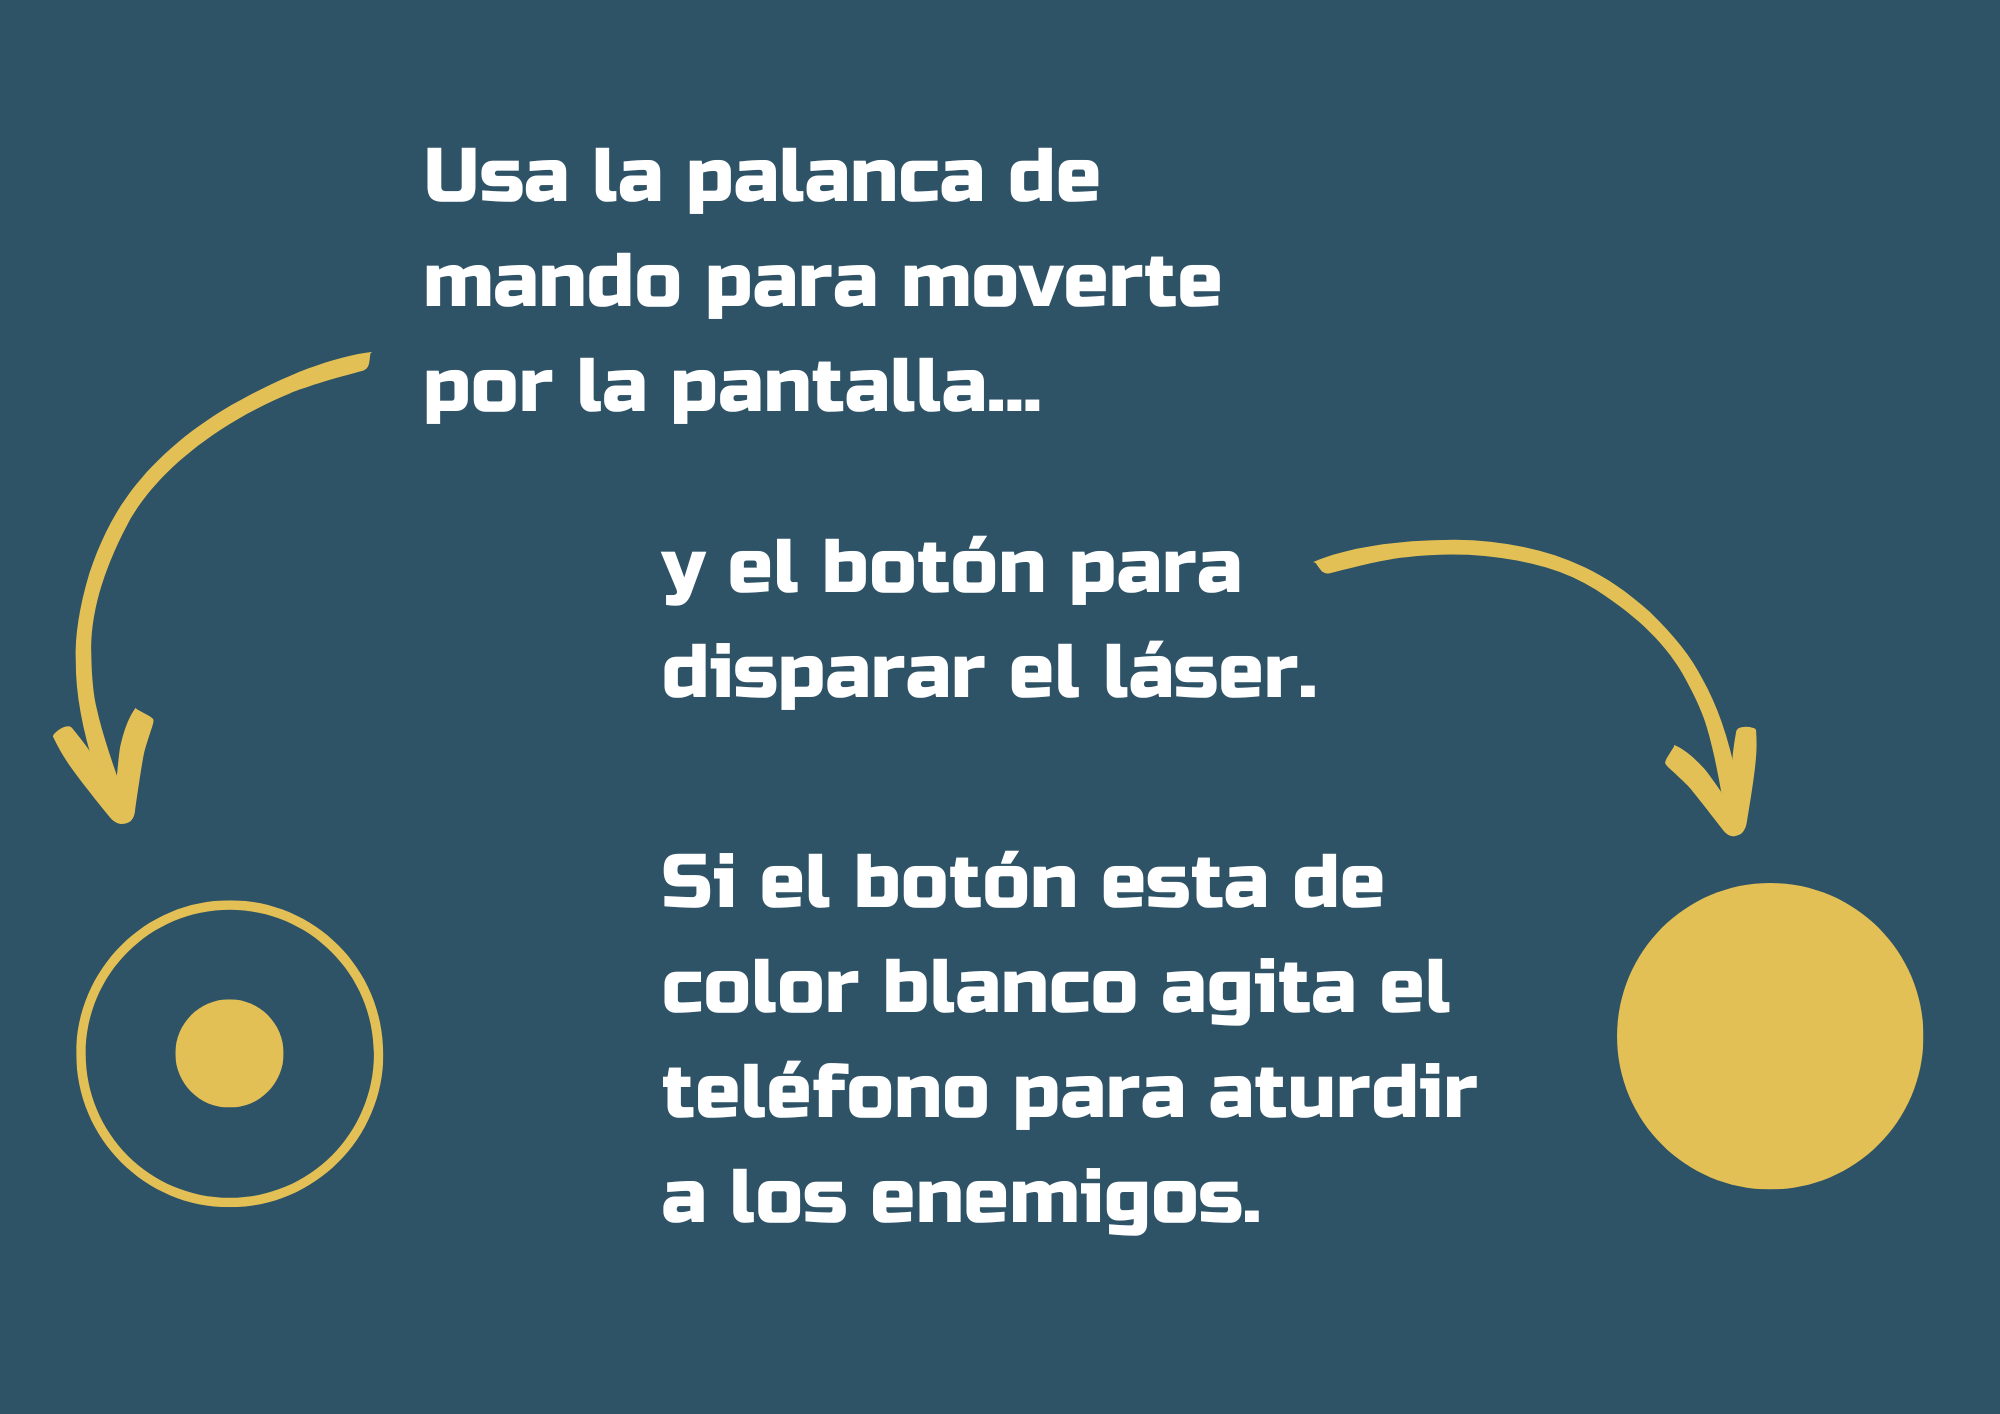 Usa la palanca de
mando para moverte
por la pantalla...
y el botón para
disparar el láser.
Si el botón esta de
color blanco agita el
teléfono para aturdir
a los enemigos.